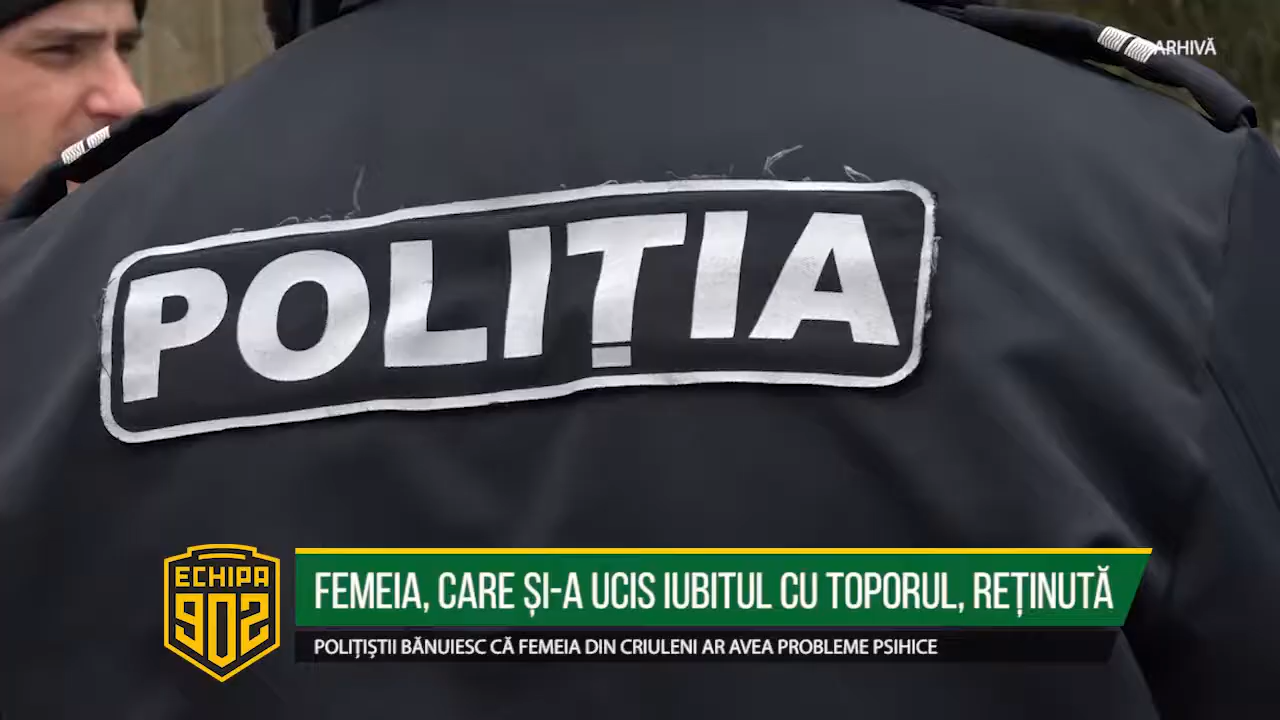 ARHIVĂ
POLIȚIA
ECHIPA
902
FEMEIA, CARE ȘI-A UCIS IUBITUL CU TOPORUL, REȚINUTĂ
POLIȚIȘTII BĂNUIESC CĂ FEMEIA DIN CRIULENI AR AVEA PROBLEME PSIHICE